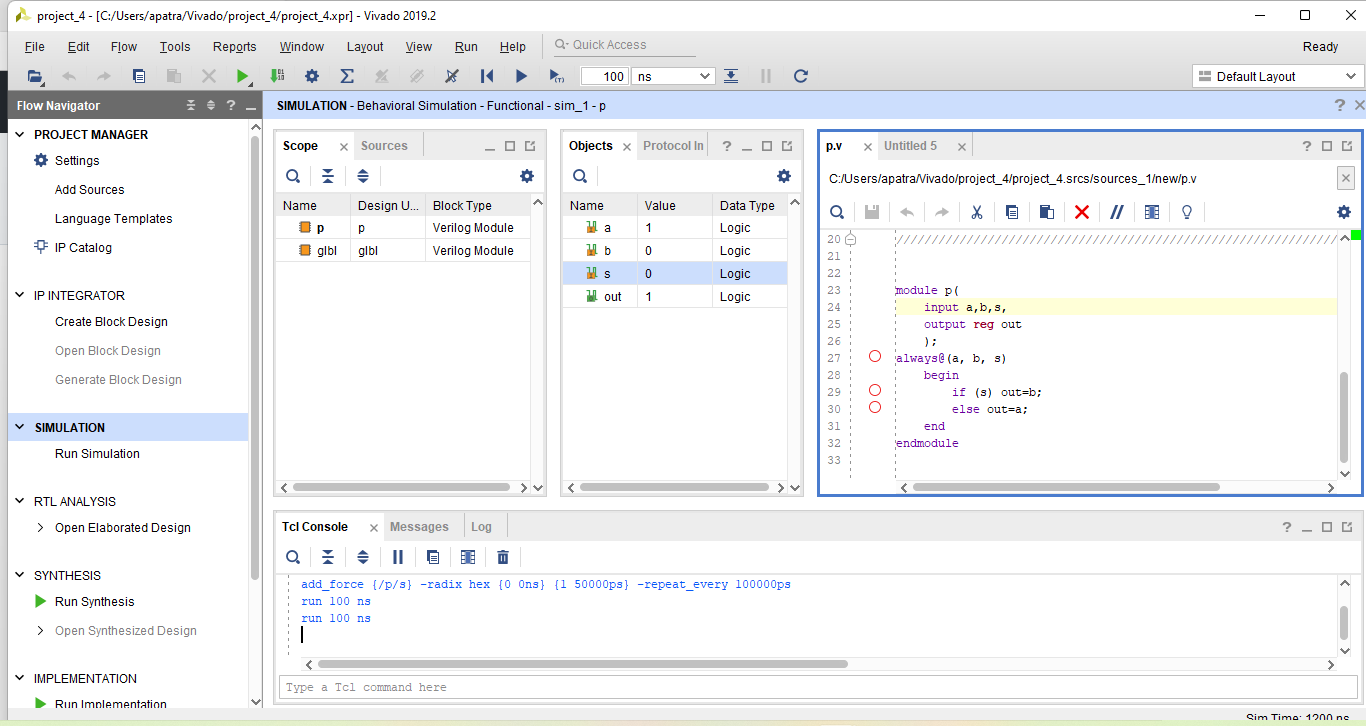 project_4 - [C:/Users/apatra/Vivado/project_4/project_4.xpr] - Vivado 2019.2
File Edit Flow Tools Reports Window Layout View Run Help Quick Access Ready
100 ns Default Layout
Flow Navigator
PROJECT MANAGER
Settings
Add Sources
Language Templates
IP Catalog
IP INTEGRATOR
Create Block Design
Open Block Design
Generate Block Design
SIMULATION
Run Simulation
RTL ANALYSIS
Open Elaborated Design
SYNTHESIS
Run Synthesis
Open Synthesized Design
IMPLEMENTATION
Run Implementation
SIMULATION - Behavioral Simulation - Functional - sim_1 - p
Scope Sources
Name Design U... Block Type
p p Verilog Module
glbl glbl Verilog Module
Objects Protocol In
Name Value Data Type
a 1 Logic
b 0 Logic
s 0 Logic
out 1 Logic
p.v Untitled 5
C:/Users/apatra/Vivado/project_4/project_4.srcs/sources_1/new/p.v
20 ///////////////////////////////////////////////////////////////
21
22
23 module p(
24 input a,b,s,
25 output reg out
26 );
27 always@(a, b, s)
28 begin
29 if (s) out=b;
30 else out=a;
31 end
32 endmodule
33
Tcl Console Messages Log
add_force {/p/s} -radix hex {0 0ns} {1 50000ps} -repeat_every 100000ps
run 100 ns
run 100 ns
Type a Tcl command here
Sim Time: 1200 ns